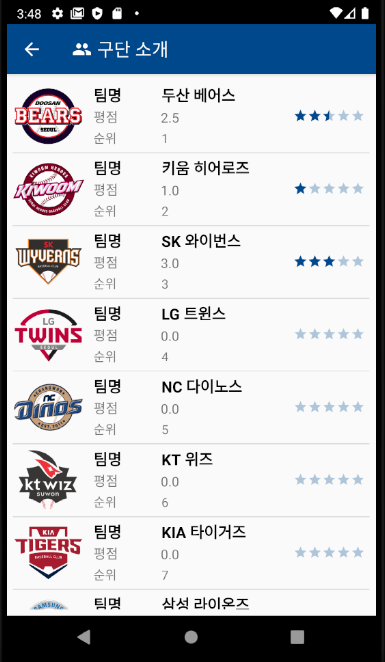 3:48
구단 소개
DOOSAN
BEARS
SEOUL
팀명 두산 베어스
평점 2.5
순위 1
KIWOOM HEROES
KIWOOM
팀명 키움 히어로즈
평점 1.0
순위 2
SK
WYVERNS
팀명 SK 와이번스
평점 3.0
순위 3
LG
TWINS
SEOUL
팀명 LG 트윈스
평점 0.0
순위 4
NC
DINOS
팀명 NC 다이노스
평점 0.0
순위 5
kt wiz
suwon
팀명 KT 위즈
평점 0.0
순위 6
KIA
TIGERS
BASEBALL CLUB
팀명 KIA 타이거즈
평점 0.0
순위 7
SAMSUNG
팀명 삼성 라이온즈